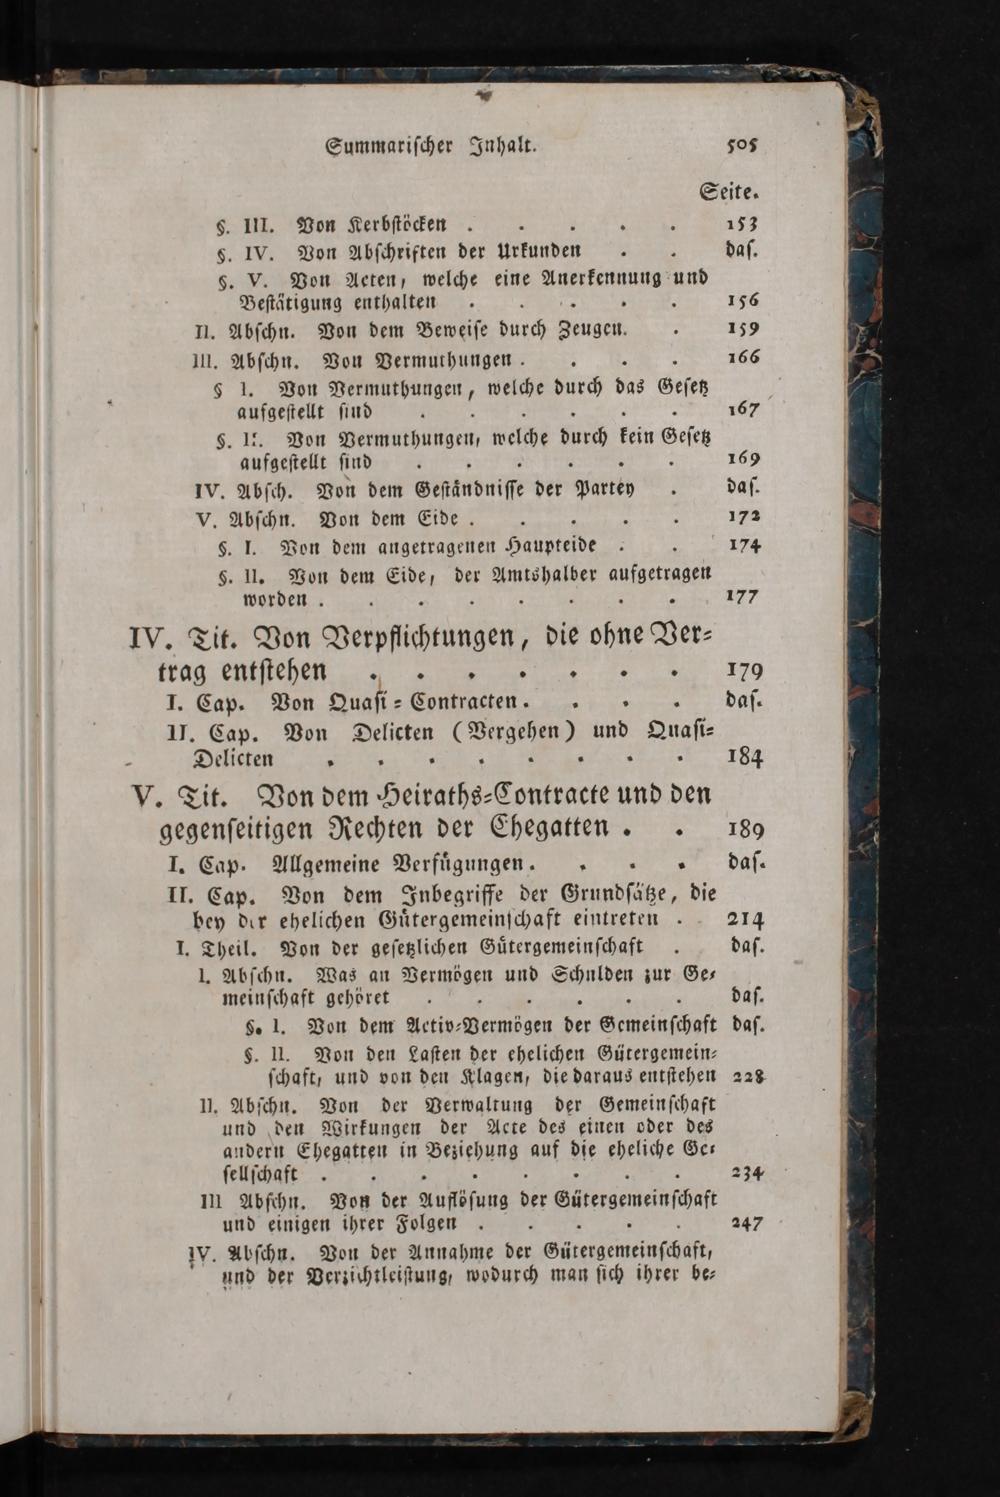 Summarischer Inhalt. 505
Seite.
§. III. Von Kerbstöcken . . . . . 153
§. IV. Von Abschriften der Urkunden . . das.
§. V. Von Acten, welche eine Anerkennung und
Bestätigung enthalten . . . . . 156
II. Abschn. Von dem Beweise durch Zeugen. . 159
III. Abschn. Von Vermuthungen . . . . 166
§ I. Von Vermuthungen, welche durch das Gesetz
aufgestellt sind . . . . . . 167
§. II. Von Vermuthungen, welche durch kein Gesetz
aufgestellt sind . . . . . . 169
IV. Absch. Von dem Geständnisse der Partey . das.
V. Abschn. Von dem Eide . . . . . 172
§. I. Von dem angetragenen Haupteide . . 174
§. II. Von dem Eide, der Amtshalber aufgetragen
worden . . . . . . . . 177
IV. Tit. Von Verpflichtungen, die ohne Ver-
trag entstehen . . . . . . . 179
I. Cap. Von Quasi-Contracten . . . . das.
II. Cap. Von Delicten (Vergehen) und Quasi-
Delicten . . . . . . . . 184
V. Tit. Von dem Heiraths-Contracte und den
gegenseitigen Rechten der Ehegatten . . 189
I. Cap. Allgemeine Verfügungen . . . . das.
II. Cap. Von dem Inbegriffe der Grundsätze, die
bey der ehelichen Gütergemeinschaft eintreten . 214
I. Theil. Von der gesetzlichen Gütergemeinschaft . das.
I. Abschn. Was an Vermögen und Schulden zur Ge-
meinschaft gehöret . . . . . . das.
§. I. Von dem Activ-Vermögen der Gemeinschaft das.
§. II. Von den Lasten der ehelichen Gütergemein-
schaft, und von den Klagen, die daraus entstehen 228
II. Abschn. Von der Verwaltung der Gemeinschaft
und den Wirkungen der Acte des einen oder des
andern Ehegatten in Beziehung auf die eheliche Ge-
sellschaft . . . . . . . . 234
III Abschn. Von der Auflösung der Gütergemeinschaft
und einigen ihrer Folgen . . . . . 247
IV. Abschn. Von der Annahme der Gütergemeinschaft,
und der Verzichtleistung, wodurch man sich ihrer be-